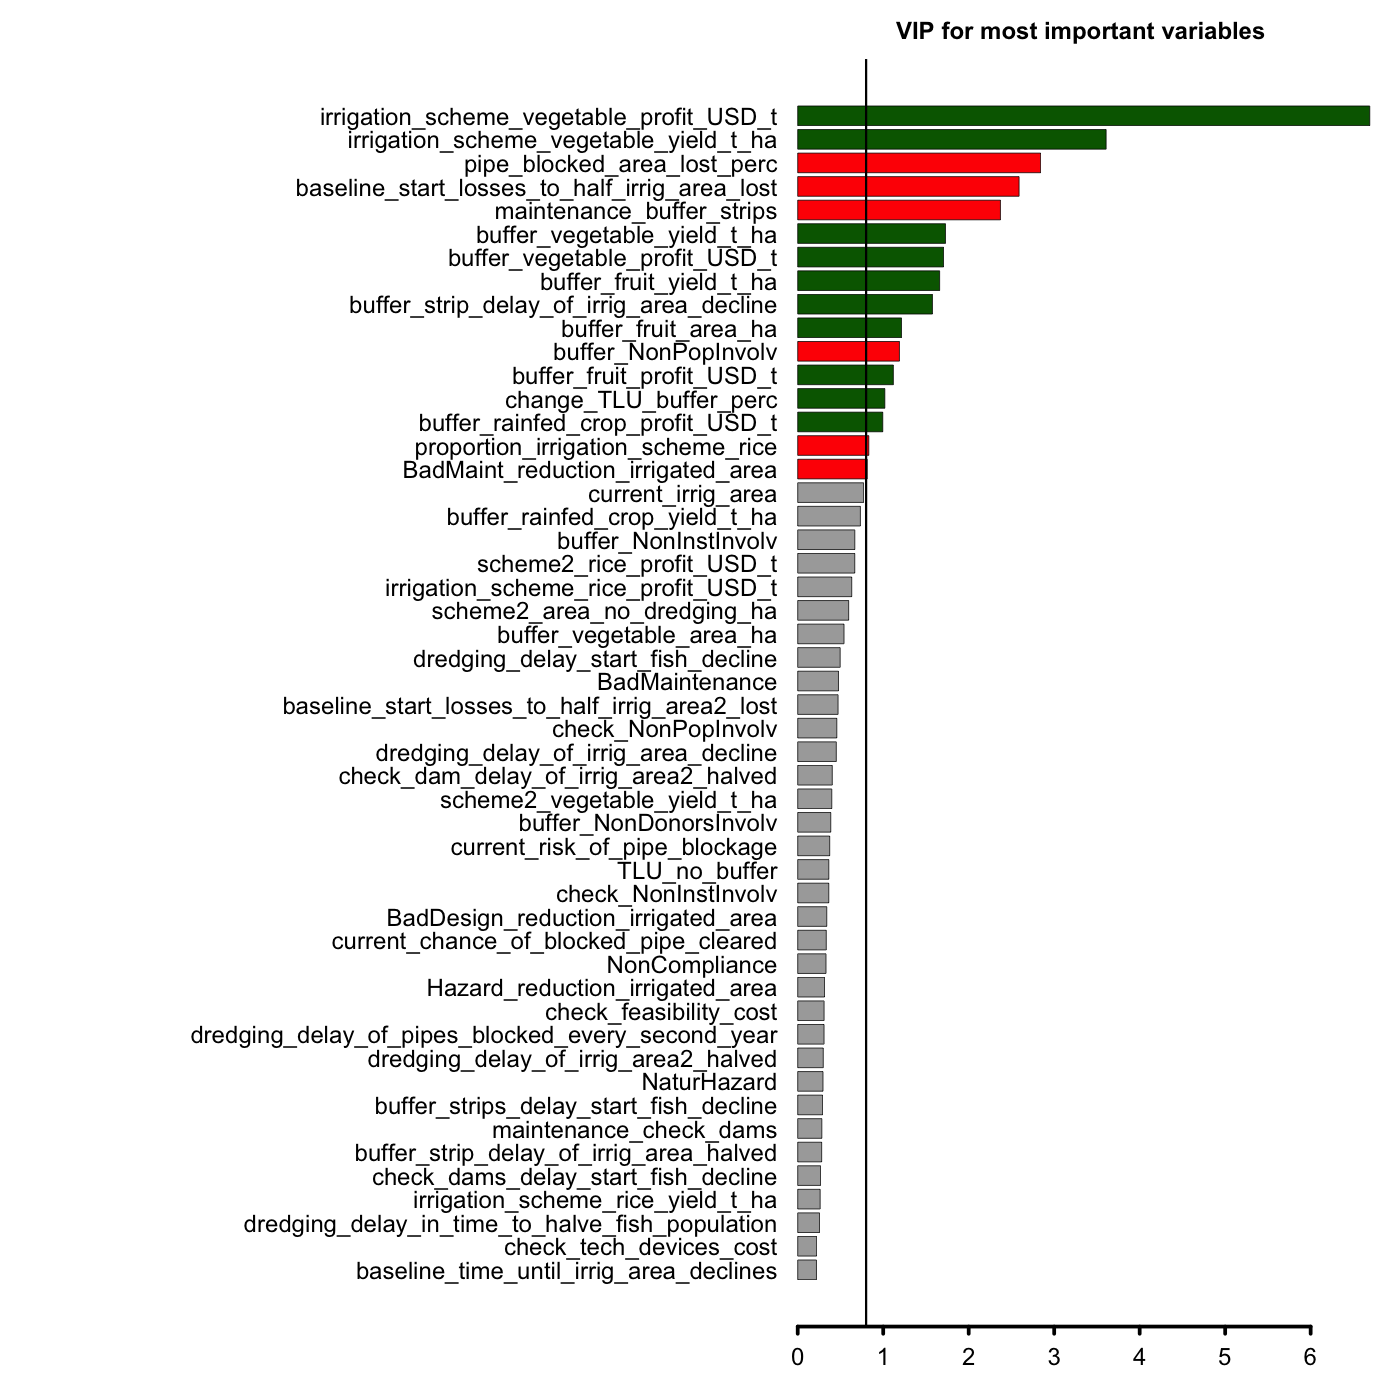 VIP for most important variables
irrigation_scheme_vegetable_profit_USD_t
irrigation_scheme_vegetable_yield_t_ha
pipe_blocked_area_lost_perc
baseline_start_losses_to_half_irrig_area_lost
maintenance_buffer_strips
buffer_vegetable_yield_t_ha
buffer_vegetable_profit_USD_t
buffer_fruit_yield_t_ha
buffer_strip_delay_of_irrig_area_decline
buffer_fruit_area_ha
buffer_NonPopInvolv
buffer_fruit_profit_USD_t
change_TLU_buffer_perc
buffer_rainfed_crop_profit_USD_t
proportion_irrigation_scheme_rice
BadMaint_reduction_irrigated_area
current_irrig_area
buffer_rainfed_crop_yield_t_ha
buffer_NonInstInvolv
scheme2_rice_profit_USD_t
irrigation_scheme_rice_profit_USD_t
scheme2_area_no_dredging_ha
buffer_vegetable_area_ha
dredging_delay_start_fish_decline
BadMaintenance
baseline_start_losses_to_half_irrig_area2_lost
check_NonPopInvolv
dredging_delay_of_irrig_area_decline
check_dam_delay_of_irrig_area2_halved
scheme2_vegetable_yield_t_ha
buffer_NonDonorsInvolv
current_risk_of_pipe_blockage
TLU_no_buffer
check_NonInstInvolv
BadDesign_reduction_irrigated_area
current_chance_of_blocked_pipe_cleared
NonCompliance
Hazard_reduction_irrigated_area
check_feasibility_cost
dredging_delay_of_pipes_blocked_every_second_year
dredging_delay_of_irrig_area2_halved
NaturHazard
buffer_strips_delay_start_fish_decline
maintenance_check_dams
buffer_strip_delay_of_irrig_area_halved
check_dams_delay_start_fish_decline
irrigation_scheme_rice_yield_t_ha
dredging_delay_in_time_to_halve_fish_population
check_tech_devices_cost
baseline_time_until_irrig_area_declines
0 1 2 3 4 5 6